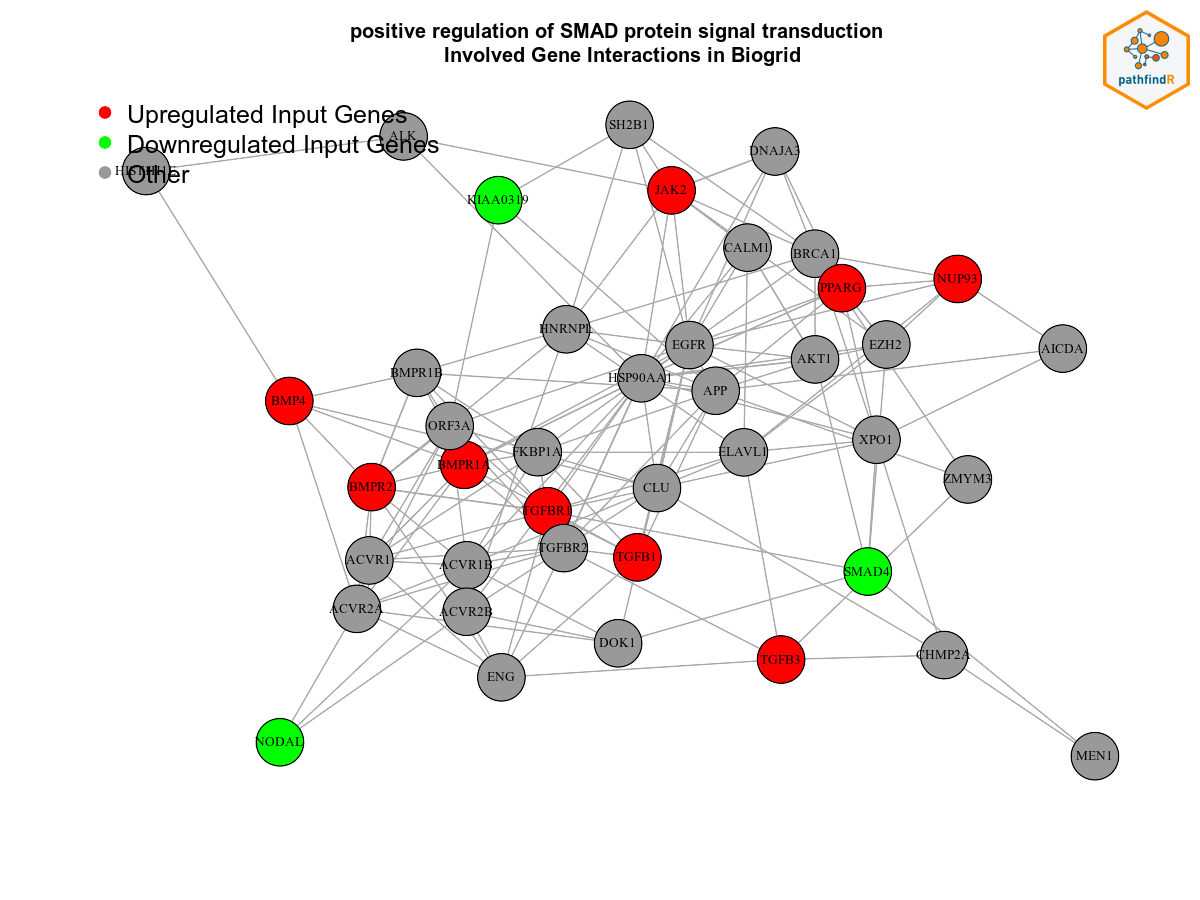 positive regulation of SMAD protein signal transduction
Involved Gene Interactions in Biogrid
pathfindR
Upregulated Input Genes
Downregulated Input Genes
Other
ALK
SH2B1
DNAJA3
KIAA0319
JAK2
CALM1
BRCA1
PPARG
NUP93
HNRNPL
EGFR
AKT1
EZH2
AICDA
BMPR1B
HSP90AA1
APP
BMP4
ORF3A
BMPR1A
FKBP1A
ELAVL1
XPO1
BMPR2
CLU
ZMYM3
TGFBR1
TGFBR2
TGFB1
ACVR1
ACVR1B
SMAD4
ACVR2A
ACVR2B
DOK1
TGFB3
CHMP2A
ENG
NODAL
MEN1